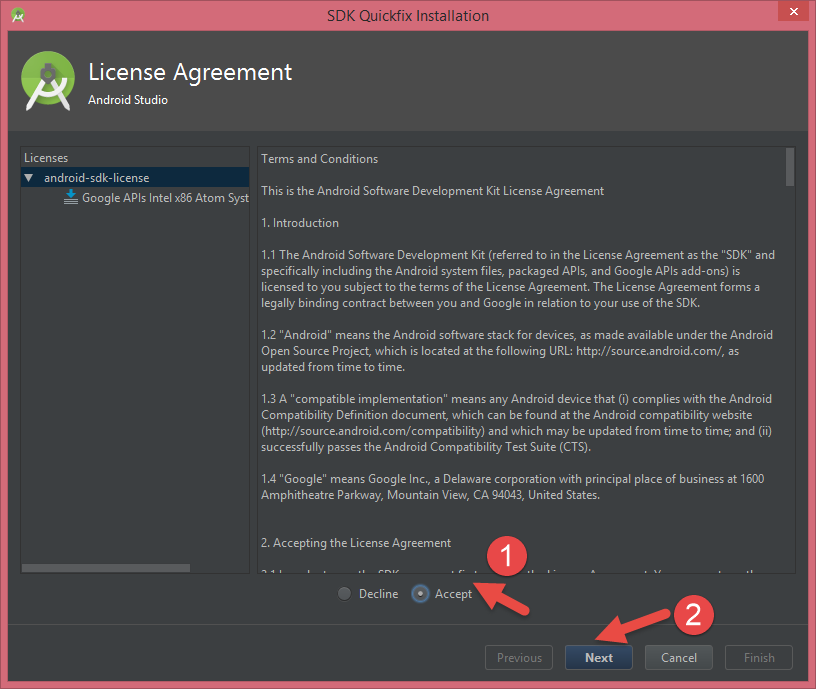 SDK Quickfix Installation
License Agreement
Android Studio
Licenses
android-sdk-license
Google APIs Intel x86 Atom Syst
Terms and Conditions
This is the Android Software Development Kit License Agreement
1. Introduction
1.1 The Android Software Development Kit (referred to in the License Agreement as the "SDK" and
specifically including the Android system files, packaged APIs, and Google APIs add-ons) is
licensed to you subject to the terms of the License Agreement. The License Agreement forms a
legally binding contract between you and Google in relation to your use of the SDK.
1.2 "Android" means the Android software stack for devices, as made available under the Android
Open Source Project, which is located at the following URL: http://source.android.com/, as
updated from time to time.
1.3 A "compatible implementation" means any Android device that (i) complies with the Android
Compatibility Definition document, which can be found at the Android compatibility website
(http://source.android.com/compatibility) and which may be updated from time to time; and (ii)
successfully passes the Android Compatibility Test Suite (CTS).
1.4 "Google" means Google Inc., a Delaware corporation with principal place of business at 1600
Amphitheatre Parkway, Mountain View, CA 94043, United States.
2. Accepting the License Agreement
1
Decline
Accept
2
Previous
Next
Cancel
Finish